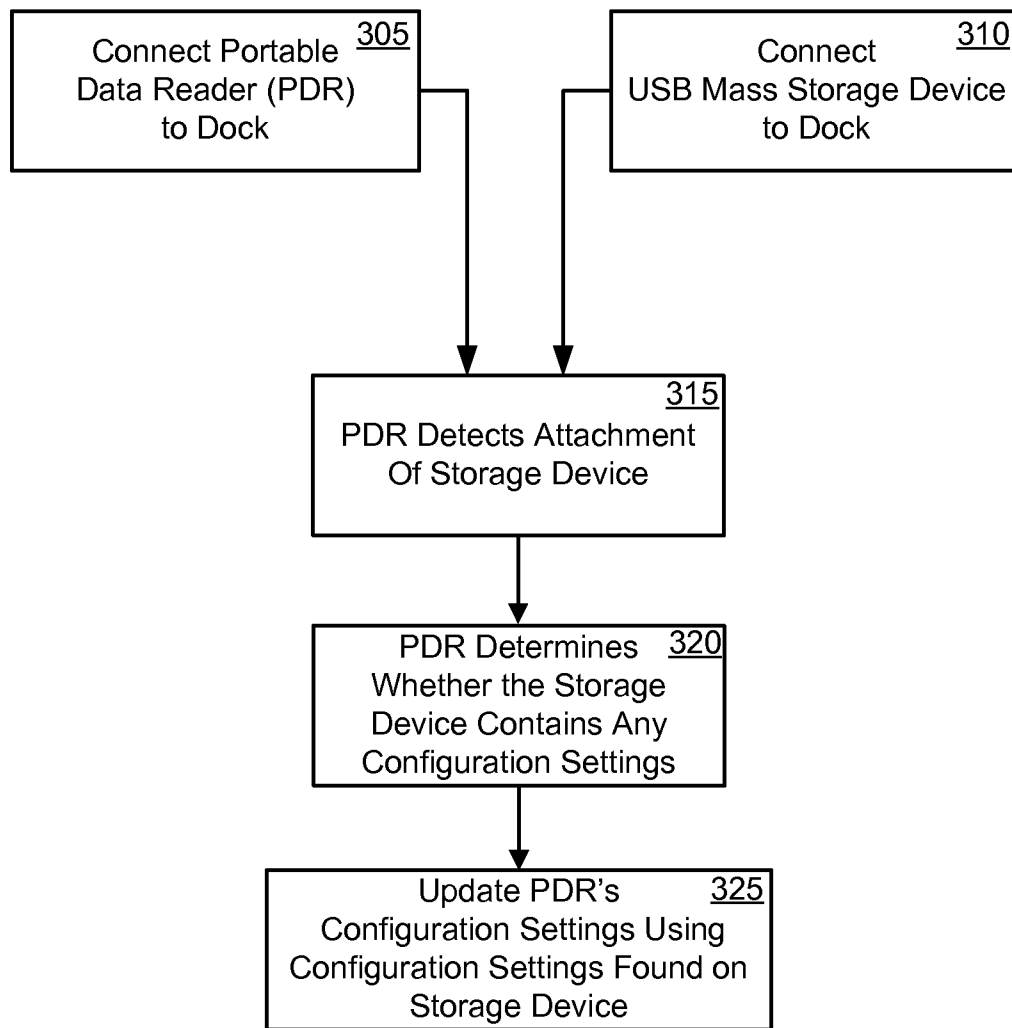 305
Connect Portable
Data Reader (PDR)
to Dock
310
Connect
USB Mass Storage Device
to Dock
315
PDR Detects Attachment
Of Storage Device
320
PDR Determines
Whether the Storage
Device Contains Any
Configuration Settings
325
Update PDR's
Configuration Settings Using
Configuration Settings Found on
Storage Device